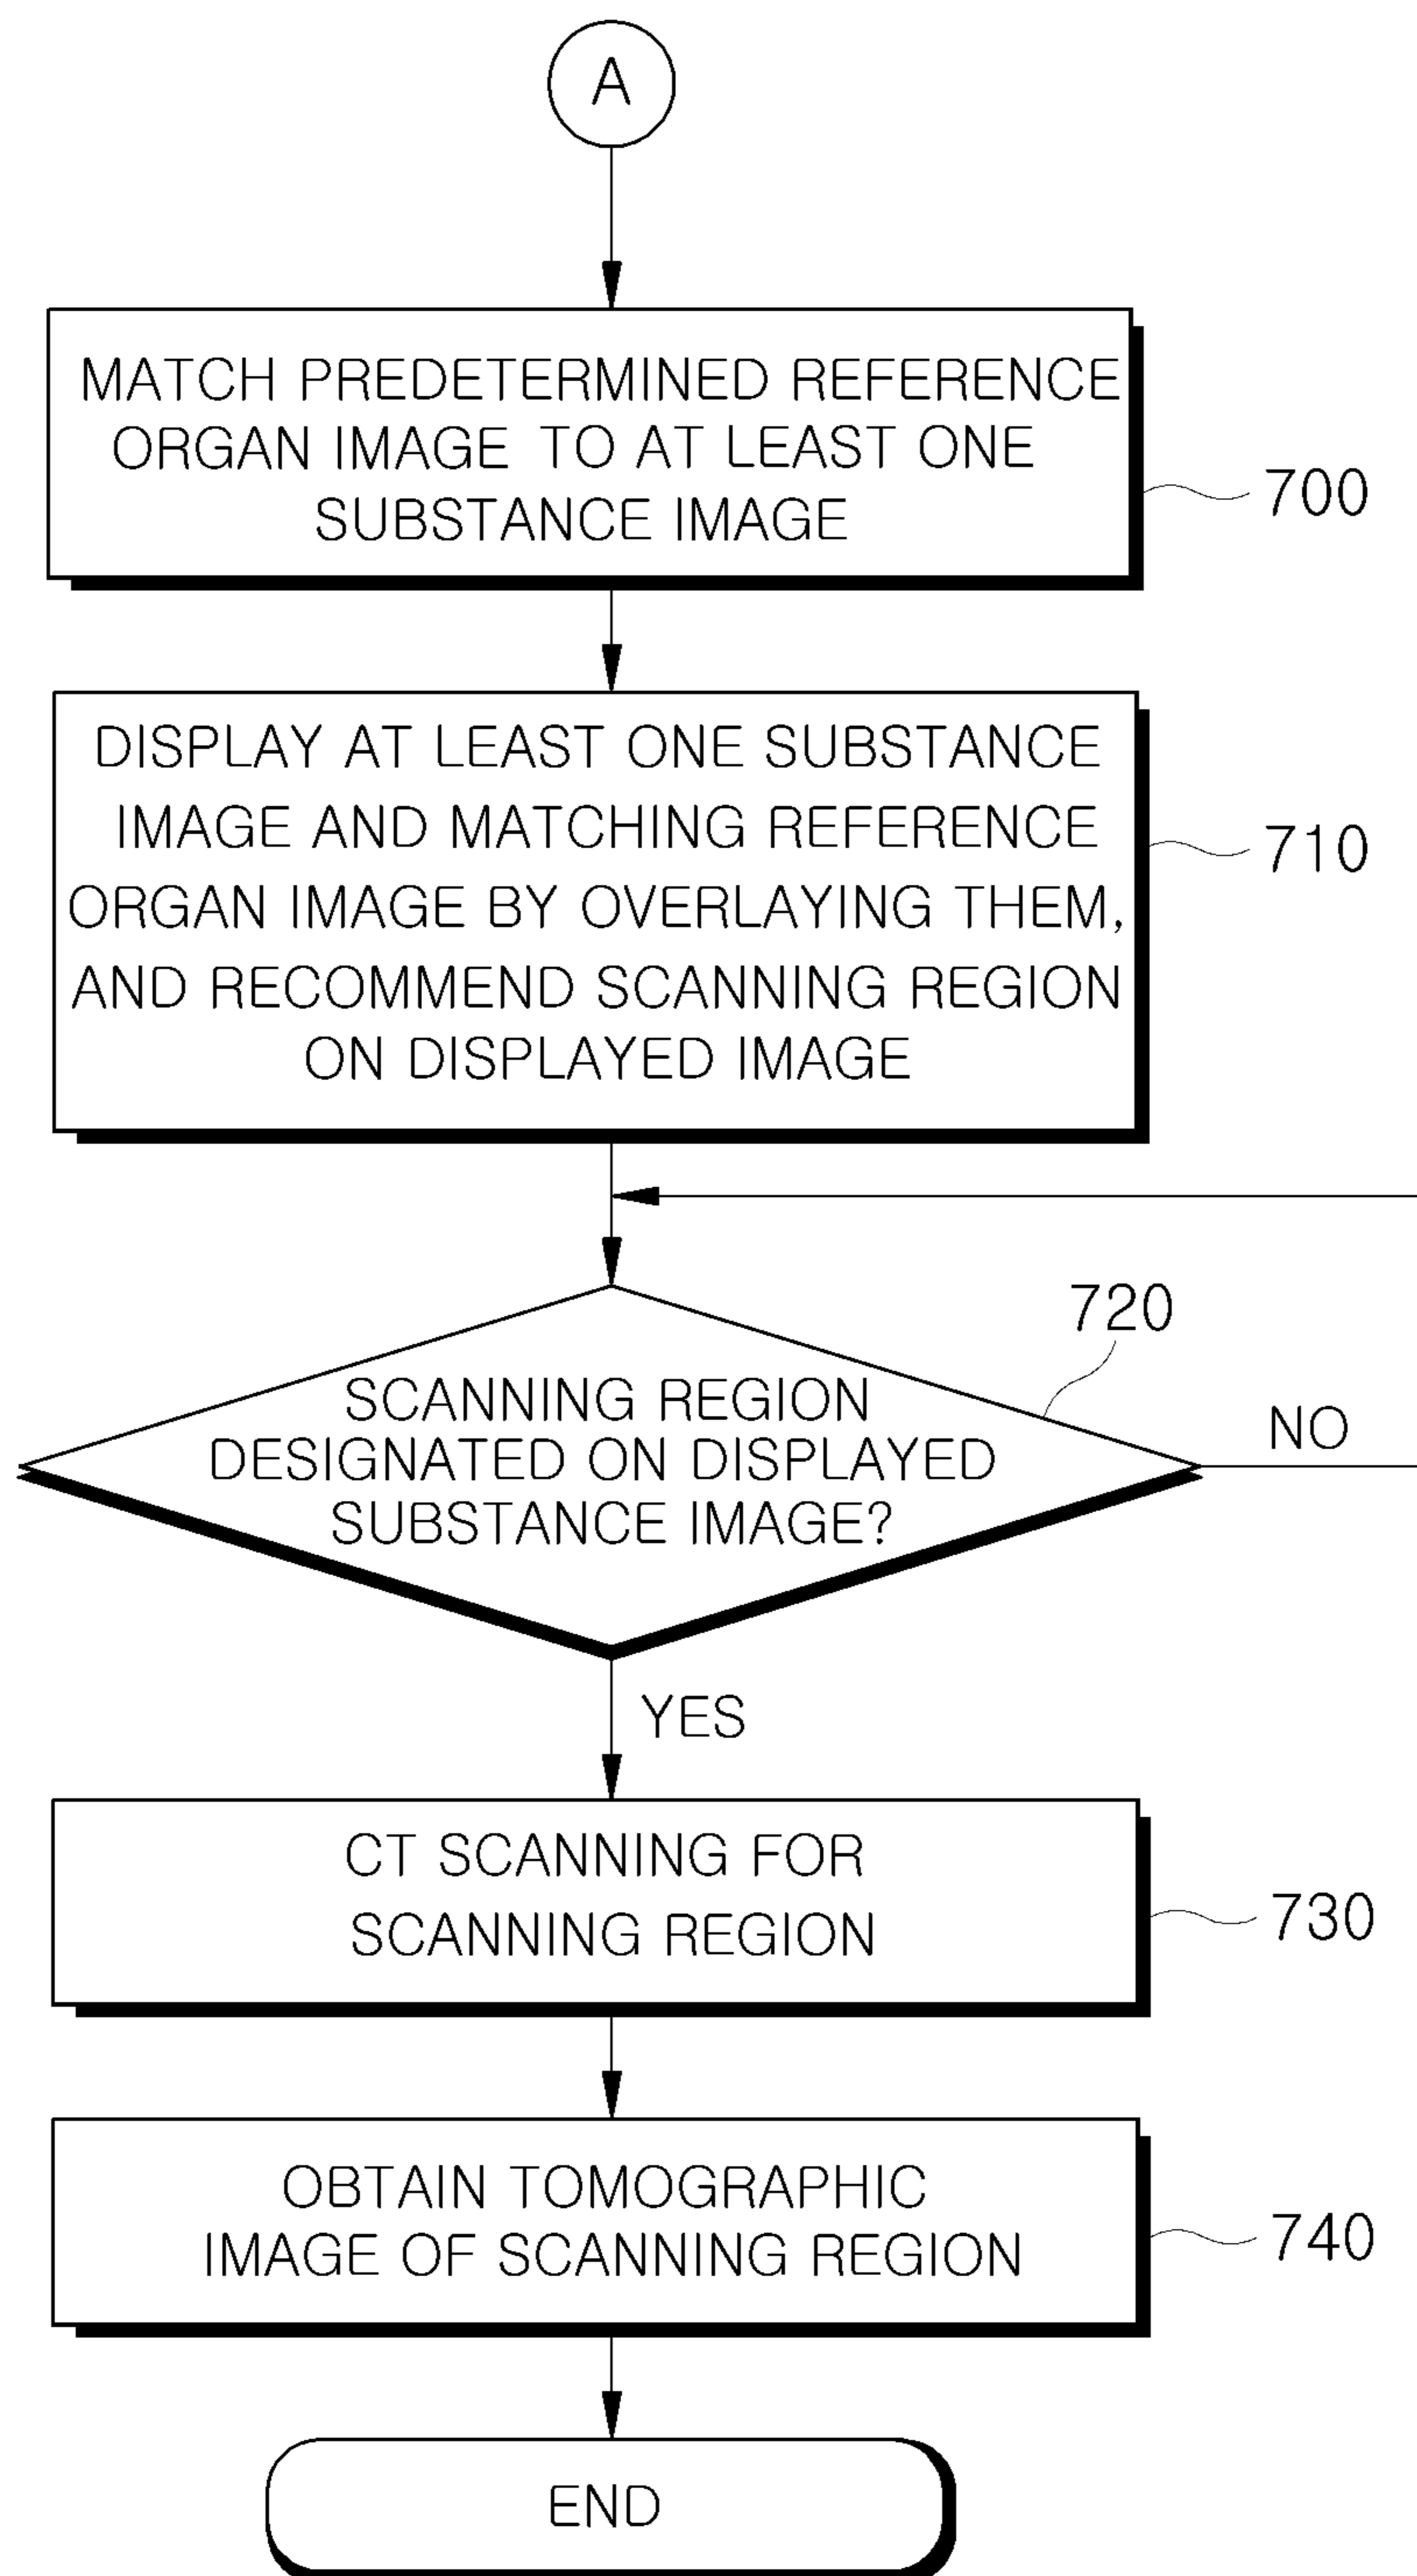 A
MATCH PREDETERMINED REFERENCE
ORGAN IMAGE TO AT LEAST ONE
SUBSTANCE IMAGE
700
DISPLAY AT LEAST ONE SUBSTANCE
IMAGE AND MATCHING REFERENCE
ORGAN IMAGE BY OVERLAYING THEM,
AND RECOMMEND SCANNING REGION
ON DISPLAYED IMAGE
710
720
SCANNING REGION
DESIGNATED ON DISPLAYED
SUBSTANCE IMAGE?
NO
YES
CT SCANNING FOR
SCANNING REGION
730
OBTAIN TOMOGRAPHIC
IMAGE OF SCANNING REGION
740
END